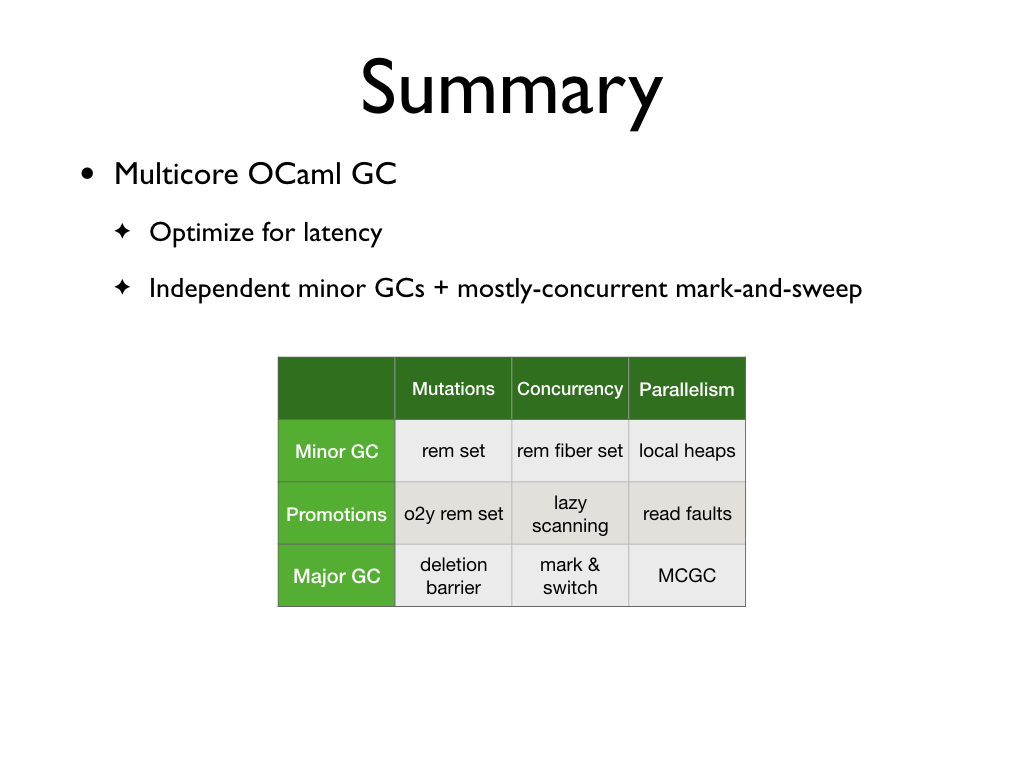 Summary
• Multicore OCaml GC
✦ Optimize for latency
✦ Independent minor GCs + mostly-concurrent mark-and-sweep
Mutations Concurrency Parallelism
Minor GC rem set rem fiber set local heaps
Promotions o2y rem set lazy scanning read faults
Major GC deletion barrier mark & switch MCGC